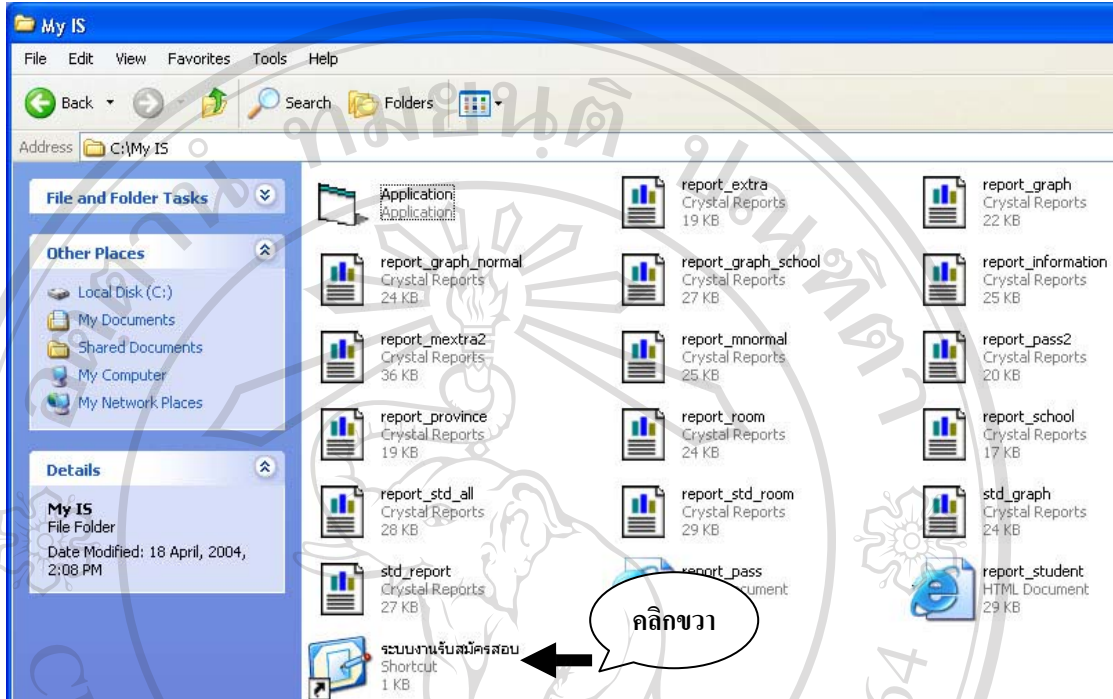 My IS
File Edit View Favorites Tools Help
Back Search Folders
Address C:\My IS
File and Folder Tasks
Other Places
Local Disk (C:)
My Documents
Shared Documents
My Computer
My Network Places
Details
My IS
File Folder
Date Modified: 18 April, 2004,
2:08 PM
Application
Application
report_extra
Crystal Reports
19 KB
report_graph
Crystal Reports
22 KB
report_graph_normal
Crystal Reports
24 KB
report_graph_school
Crystal Reports
27 KB
report_information
Crystal Reports
25 KB
report_mextra2
Crystal Reports
36 KB
report_mnormal
Crystal Reports
25 KB
report_pass2
Crystal Reports
20 KB
report_province
Crystal Reports
19 KB
report_room
Crystal Reports
24 KB
report_school
Crystal Reports
17 KB
report_std_all
Crystal Reports
28 KB
report_std_room
Crystal Reports
29 KB
std_graph
Crystal Reports
24 KB
std_report
Crystal Reports
27 KB
report_pass
report_student
HTML Document
29 KB
ระบบงานรับสมัครสอบ
Shortcut
1 KB
คลิกขวา